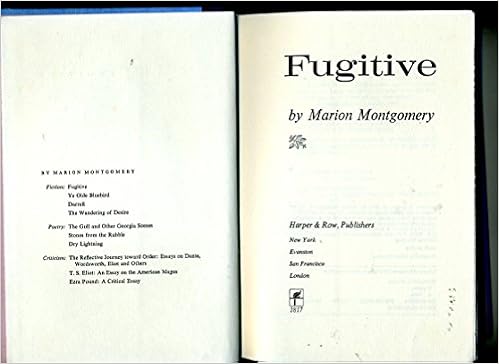 BY MARION MONTGOMERY
Fiction: Fugitive
Ye Olde Bluebird
Darrell
The Wandering of Desire
Poetry: The Gull and Other Georgia Scenes
Stones from the Rubble
Dry Lightning
Criticism: The Reflective Journey toward Order: Essays on Dante,
Wordsworth, Eliot and Others
T. S. Eliot: An Essay on the American Magus
Ezra Pound: A Critical Essay
Fugitive
by Marion Montgomery
Harper & Row, Publishers
New York
Evanston
San Francisco
London
1817